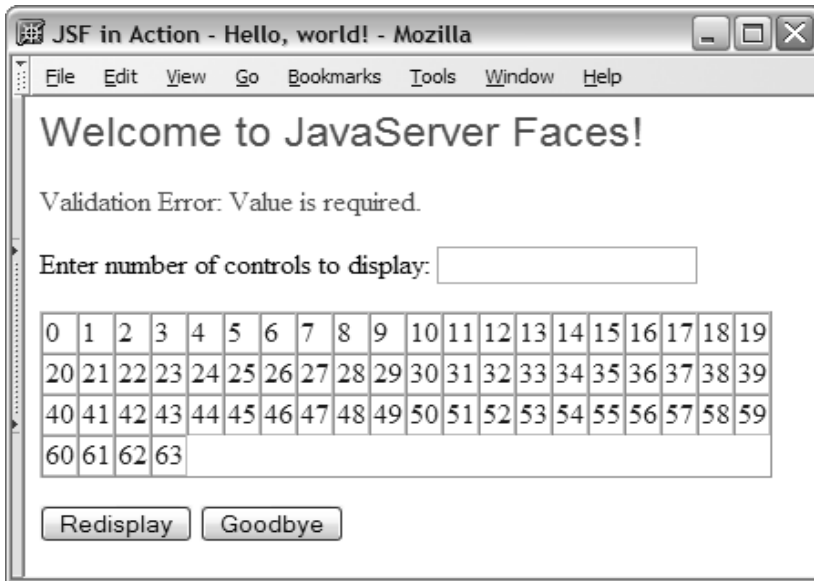 JSF in Action - Hello, world! - Mozilla
File Edit View Go Bookmarks Tools Window Help
Welcome to JavaServer Faces!
Validation Error: Value is required.
Enter number of controls to display:
0 1 2 3 4 5 6 7 8 9 10 11 12 13 14 15 16 17 18 19
20 21 22 23 24 25 26 27 28 29 30 31 32 33 34 35 36 37 38 39
40 41 42 43 44 45 46 47 48 49 50 51 52 53 54 55 56 57 58 59
60 61 62 63
Redisplay Goodbye